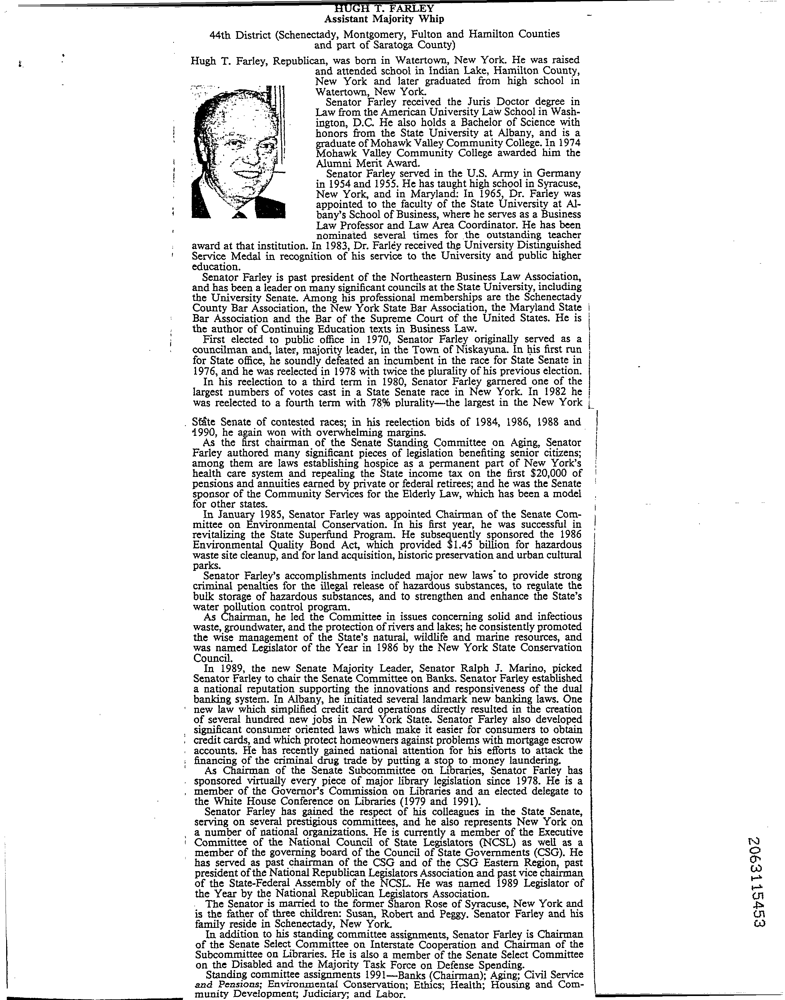 HUGH T. FARLEY
Assistant Majority Whip
44th District (Schenectady, Montgomery, Fulton and Hamilton Counties
and part of Saratoga County)
Hugh T. Farley, Republican, was born in Watertown, New York. He was raised
and attended school in Indian Lake, Hamilton County,
New York and later graduated from high school in
Watertown, New York.
Senator Farley received the Juris Doctor degree in
Law from the American University Law School in Wash-
ington, D.C. He also holds a Bachelor of Science with
honors from the State University at Albany, and is a
graduate of Mohawk Valley Community College. In 1974
Mohawk Valley Community College awarded him the
Alumni Merit Award.
Senator Farley served in the U.S. Army in Germany
in 1954 and 1955. He has taught high school in Syracuse,
New York, and in Maryland. In 1965, Dr. Farley was
appointed to the faculty of the State University at Al-
bany's School of Business, where he serves as a Business
Law Professor and Law Area Coordinator. He has been
nominated several times for the outstanding teacher
award at that institution. In 1983, Dr. Farley received the University Distinguished
Service Medal in recognition of his service to the University and public higher
education.
Senator Farley is past president of the Northeastern Business Law Association,
and has been a leader on many significant councils at the State University, including
the University Senate. Among his professional memberships are the Schenectady
County Bar Association, the New York State Bar Association, the Maryland State
Bar Association and the Bar of the Supreme Court of the United States. He is
the author of Continuing Education texts in Business Law.
First elected to public office in 1970, Senator Farley originally served as a
councilman and, later, majority leader, in the Town of Niskayuna. In his first run
for State office, he soundly defeated an incumbent in the race for State Senate in
1976, and he was reelected in 1978 with twice the plurality of his previous election.
In his reelection to a third term in 1980, Senator Farley garnered one of the
largest numbers of votes cast in a State Senate race in New York. In 1982 he
was reelected to a fourth term with 78% plurality—the largest in the New York
State Senate of contested races; in his reelection bids of 1984, 1986, 1988 and
1990, he again won with overwhelming margins.
As the first chairman of the Senate Standing Committee on Aging, Senator
Farley authored many significant pieces of legislation benefiting senior citizens;
among them are laws establishing hospice as a permanent part of New York's
health care system and repealing the State income tax on the first $20,000 of
pensions and annuities earned by private or federal retirees; and he was the Senate
sponsor of the Community Services for the Elderly Law, which has been a model
for other states.
In January 1985, Senator Farley was appointed Chairman of the Senate Com-
mittee on Environmental Conservation. In his first year, he was successful in
revitalizing the State Superfund Program. He subsequently sponsored the 1986
Environmental Quality Bond Act, which provided $1.45 billion for hazardous
waste site cleanup, and for land acquisition, historic preservation and urban cultural
parks.
Senator Farley's accomplishments included major new laws to provide strong
criminal penalties for the illegal release of hazardous substances, to regulate the
bulk storage of hazardous substances, and to strengthen and enhance the State's
water pollution control program.
As Chairman, he led the Committee in issues concerning solid and infectious
waste, groundwater, and the protection of rivers and lakes; he consistently promoted
the wise management of the State's natural, wildlife and marine resources, and
was named Legislator of the Year in 1986 by the New York State Conservation
Council.
In 1989, the new Senate Majority Leader, Senator Ralph J. Marino, picked
Senator Farley to chair the Senate Committee on Banks. Senator Farley established
a national reputation supporting the innovations and responsiveness of the dual
banking system. In Albany, he initiated several landmark new banking laws. One
new law which simplified credit card operations directly resulted in the creation
of several hundred new jobs in New York State. Senator Farley also developed
significant consumer oriented laws which make it easier for consumers to obtain
credit cards, and which protect homeowners against problems with mortgage escrow
accounts. He has recently gained national attention for his efforts to attack the
financing of the criminal drug trade by putting a stop to money laundering.
As Chairman of the Senate Subcommittee on Libraries, Senator Farley has
sponsored virtually every piece of major library legislation since 1978. He is a
member of the Governor's Commission on Libraries and an elected delegate to
the White House Conference on Libraries (1979 and 1991).
Senator Farley has gained the respect of his colleagues in the State Senate,
serving on several prestigious committees, and he also represents New York on
a number of national organizations. He is currently a member of the Executive
Committee of the National Council of State Legislators (NCSL) as well as a
member of the governing board of the Council of State Governments (CSG). He
has served as past chairman of the CSG and of the CSG Eastern Region, past
president of the National Republican Legislators Association and past vice chairman
of the State-Federal Assembly of the NCSL. He was named 1989 Legislator of
the Year by the National Republican Legislators Association.
The Senator is married to the former Sharon Rose of Syracuse, New York and
is the father of three children: Susan, Robert and Peggy. Senator Farley and his
family reside in Schenectady, New York.
In addition to his standing committee assignments, Senator Farley is Chairman
of the Senate Select Committee on Interstate Cooperation and Chairman of the
Subcommittee on Libraries. He is also a member of the Senate Select Committee
on the Disabled and the Majority Task Force on Defense Spending.
Standing committee assignments 1991—Banks (Chairman); Aging; Civil Service
and Pensions; Environmental Conservation; Ethics; Health; Housing and Com-
munity Development; Judiciary; and Labor.
2063115453